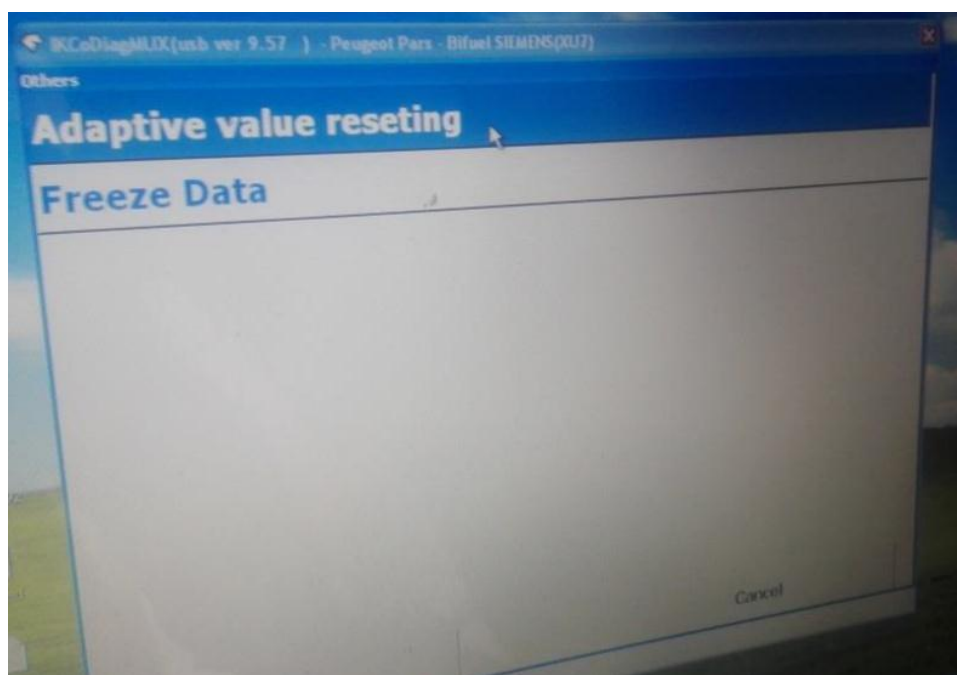 IKCoDiagMUX(usb ver 9.57 ) - Peugeot Pars - Bifuel SIEMENS(XU7)
Others
Adaptive value reseting
Freeze Data
Cancel